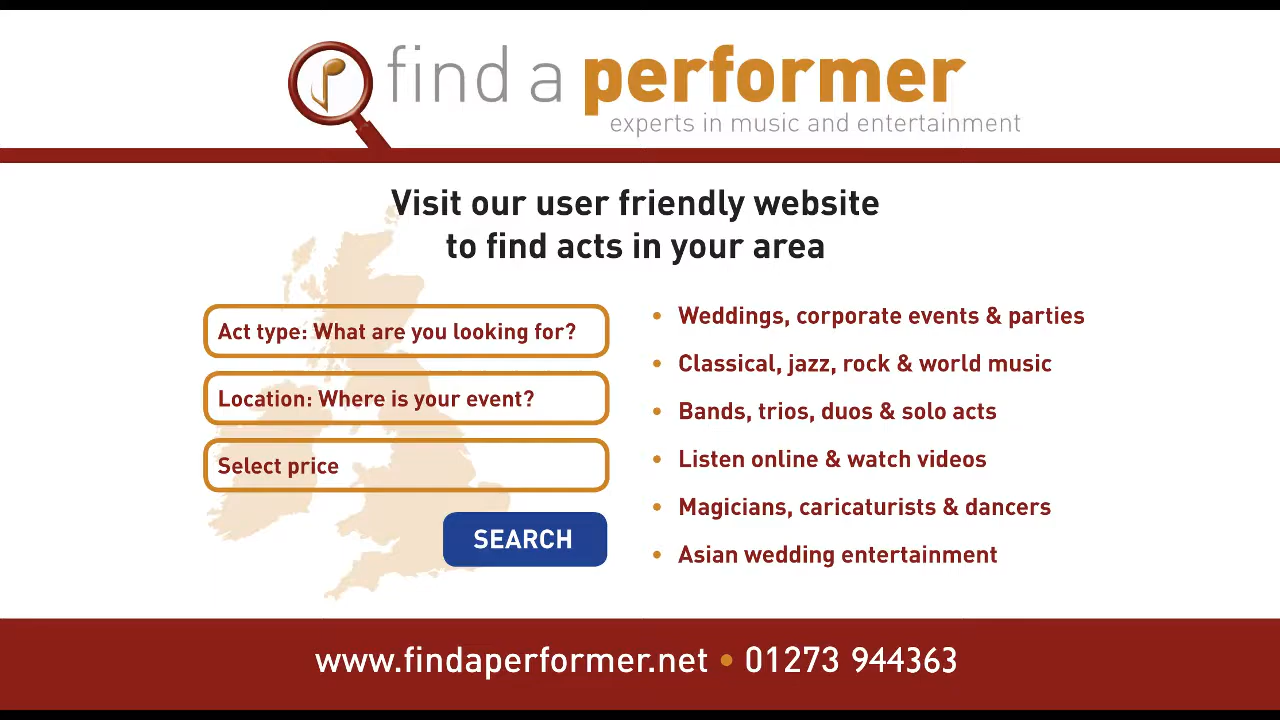 find a performer
experts in music and entertainment
Visit our user friendly website
to find acts in your area
Act type: What are you looking for?
Location: Where is your event?
Select price
SEARCH
• Weddings, corporate events & parties
• Classical, jazz, rock & world music
• Bands, trios, duos & solo acts
• Listen online & watch videos
• Magicians, caricaturists & dancers
• Asian wedding entertainment
www.findaperformer.net • 01273 944363